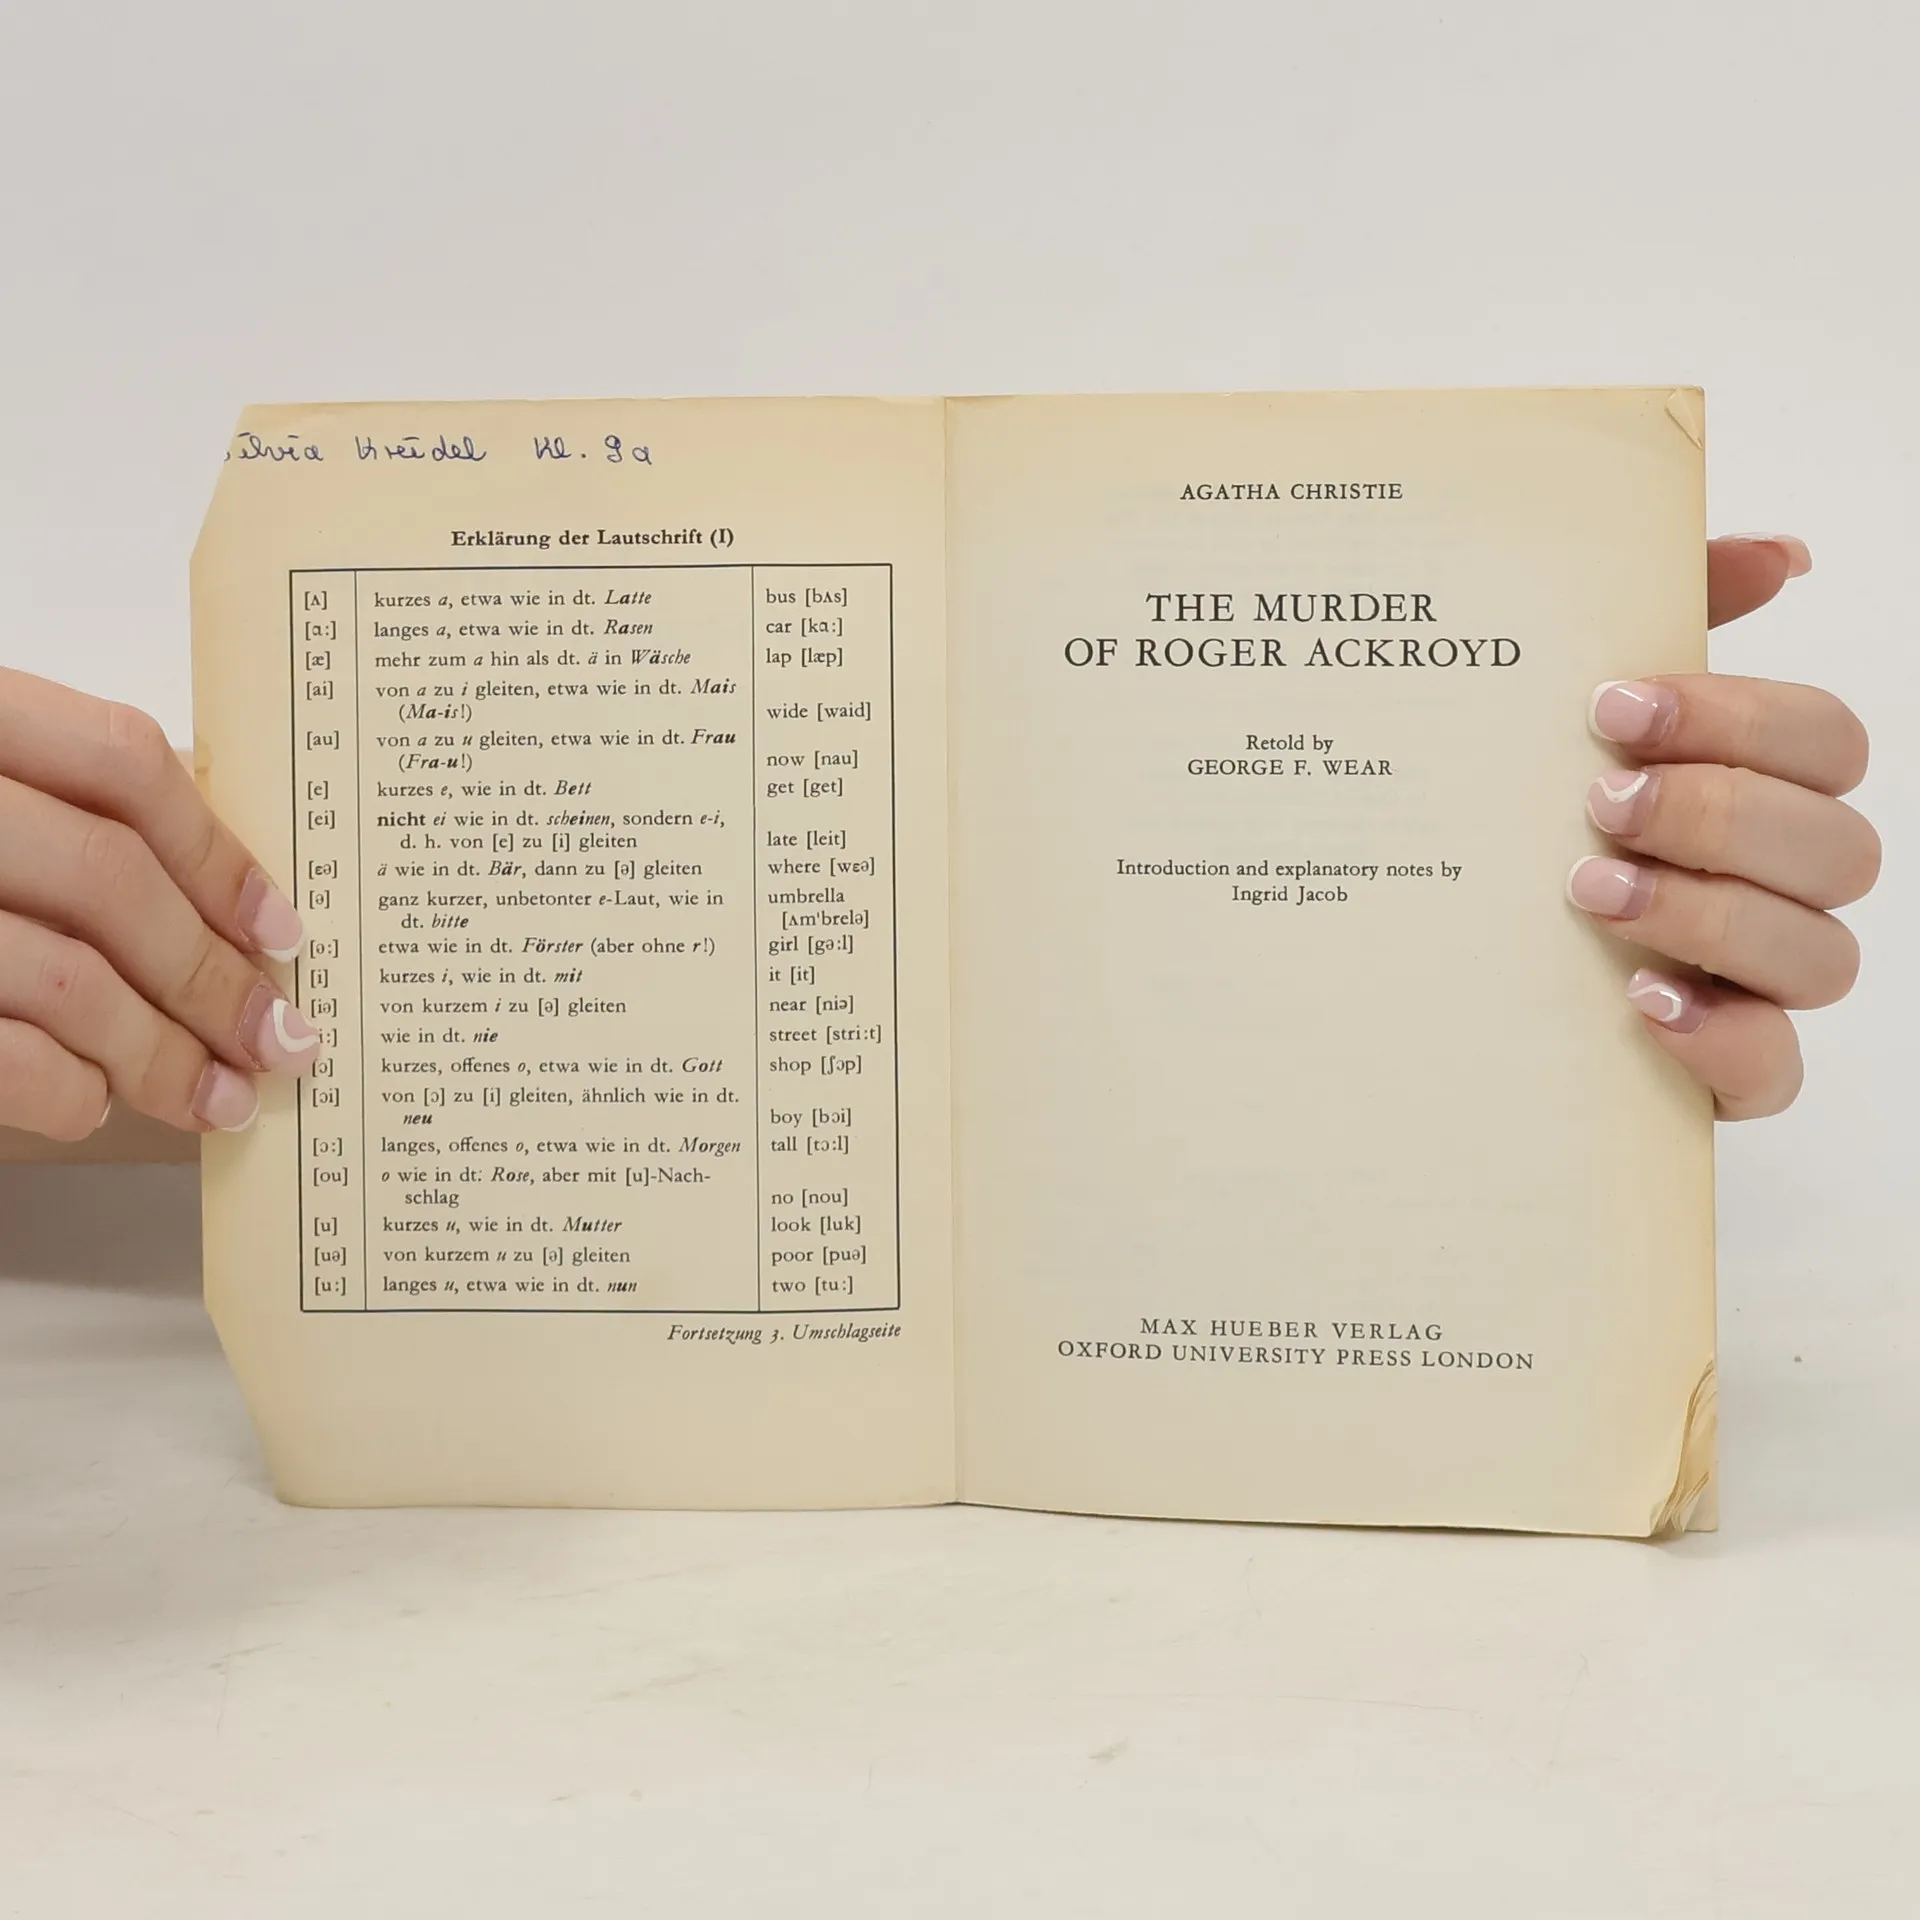 Kreidel Kl. 9a
Erklärung der Lautschrift (I)
[ʌ] kurzes a, etwa wie in dt. Latte bus [bʌs]
[ɑ:] langes a, etwa wie in dt. Rasen car [kɑ:]
[æ] mehr zum a hin als dt. ä in Wäsche lap [læp]
[ai] von a zu i gleiten, etwa wie in dt. Mais
(Ma-is!) wide [waid]
[au] von a zu u gleiten, etwa wie in dt. Frau
(Fra-u!) now [nau]
[e] kurzes e, wie in dt. Bett get [get]
[ei] nicht ei wie in dt. scheinen, sondern e-i,
d. h. von [e] zu [i] gleiten late [leit]
[ɛə] ä wie in dt. Bär, dann zu [ə] gleiten where [wɛə]
[ə] ganz kurzer, unbetonter e-Laut, wie in umbrella
dt. bitte [ʌm'brelə]
[ə:] etwa wie in dt. Förster (aber ohne r!) girl [gə:l]
[i] kurzes i, wie in dt. mit it [it]
[iə] von kurzem i zu [ə] gleiten near [niə]
i:] wie in dt. nie street [stri:t]
[ɔ] kurzes, offenes o, etwa wie in dt. Gott shop [ʃɔp]
[ɔi] von [ɔ] zu [i] gleiten, ähnlich wie in dt.
neu boy [bɔi]
[ɔ:] langes, offenes o, etwa wie in dt. Morgen tall [tɔ:l]
[ou] o wie in dt. Rose, aber mit [u]-Nach-
schlag no [nou]
[u] kurzes u, wie in dt. Mutter look [luk]
[uə] von kurzem u zu [ə] gleiten poor [puə]
[u:] langes u, etwa wie in dt. nun two [tu:]
Fortsetzung 3. Umschlagseite
AGATHA CHRISTIE
THE MURDER
OF ROGER ACKROYD
Retold by
GEORGE F. WEAR
Introduction and explanatory notes by
Ingrid Jacob
MAX HUEBER VERLAG
OXFORD UNIVERSITY PRESS LONDON